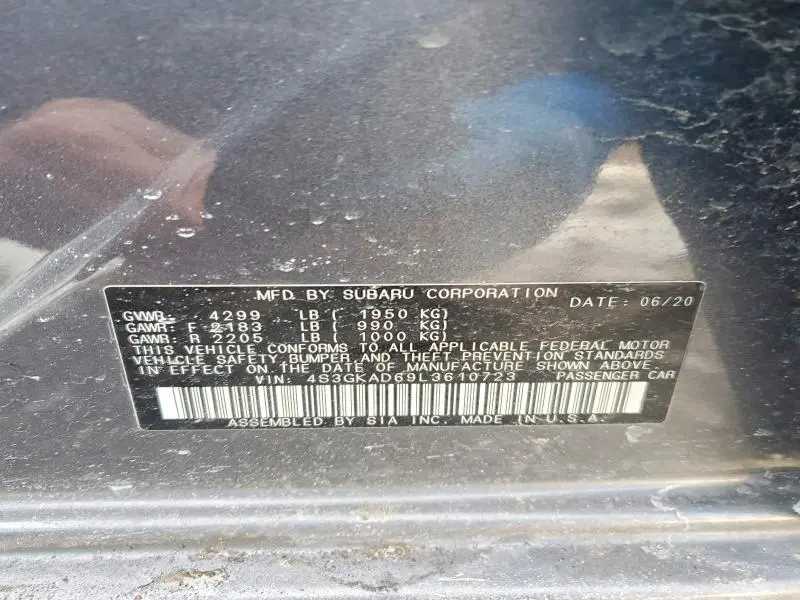 MFD BY SUBARU CORPORATION DATE: 06/20
GVWR: 4299 LB ( 1950 KG)
GAWR: F 2183 LB ( 990 KG)
GAWR: R 2205 LB ( 1000 KG)
THIS VEHICLE CONFORMS TO ALL APPLICABLE FEDERAL MOTOR
VEHICLE SAFETY, BUMPER AND THEFT PREVENTION STANDARDS
IN EFFECT ON THE DATE OF MANUFACTURE SHOWN ABOVE.
VIN: 4S3GKAD69L3610723 PASSENGER CAR
ASSEMBLED BY SIA INC. MADE IN U.S.A.